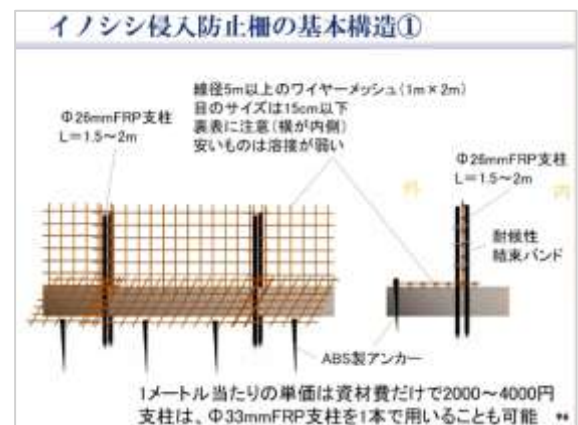 イノシシ侵入防止柵の基本構造①
線径5m以上のワイヤーメッシュ(1m×2m)
目のサイズは15cm以下
裏表に注意(横が内側)
安いものは溶接が弱い
Φ26mmFRP支柱
L=1.5~2m
Φ26mmFRP支柱
L=1.5~2m
外
内
耐候性
結束バンド
ABS製アンカー
1メートル当たりの単価は資材費だけで2000~4000円
支柱は、Φ33mmFRP支柱を1本で用いることも可能